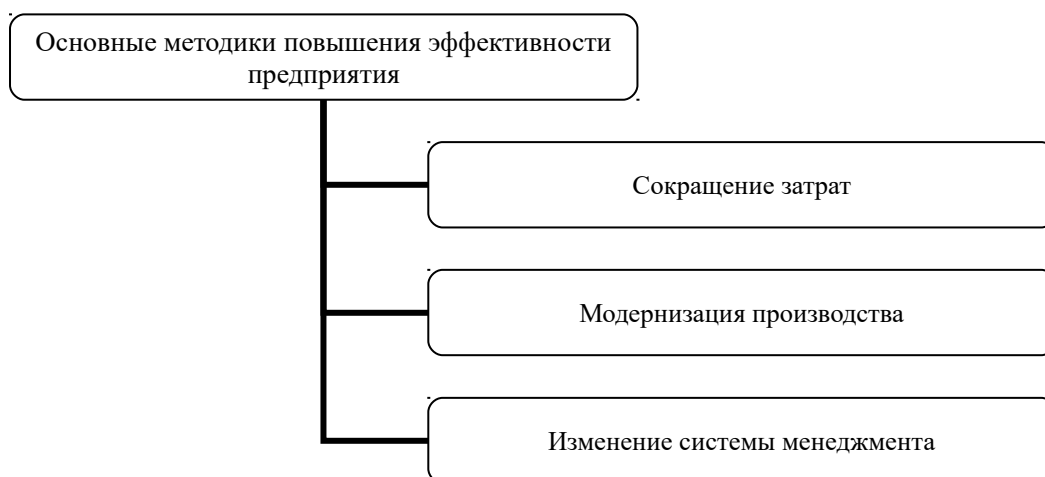 Основные методики повышения эффективности
предприятия
Сокращение затрат
Модернизация производства
Изменение системы менеджмента